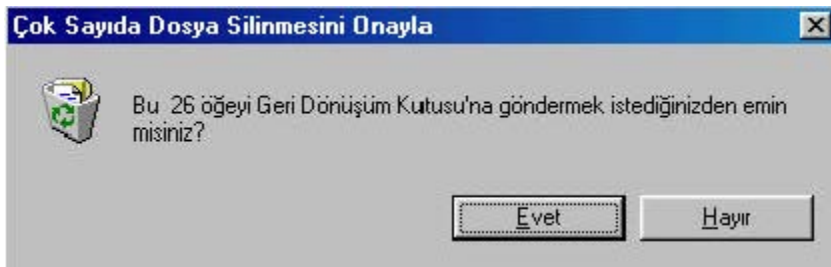 Çok Sayıda Dosya Silinmesini Onayla
Bu 26 öğeyi Geri Dönüşüm Kutusu'na göndermek istediğinizden emin
misiniz?
Evet
Hayır